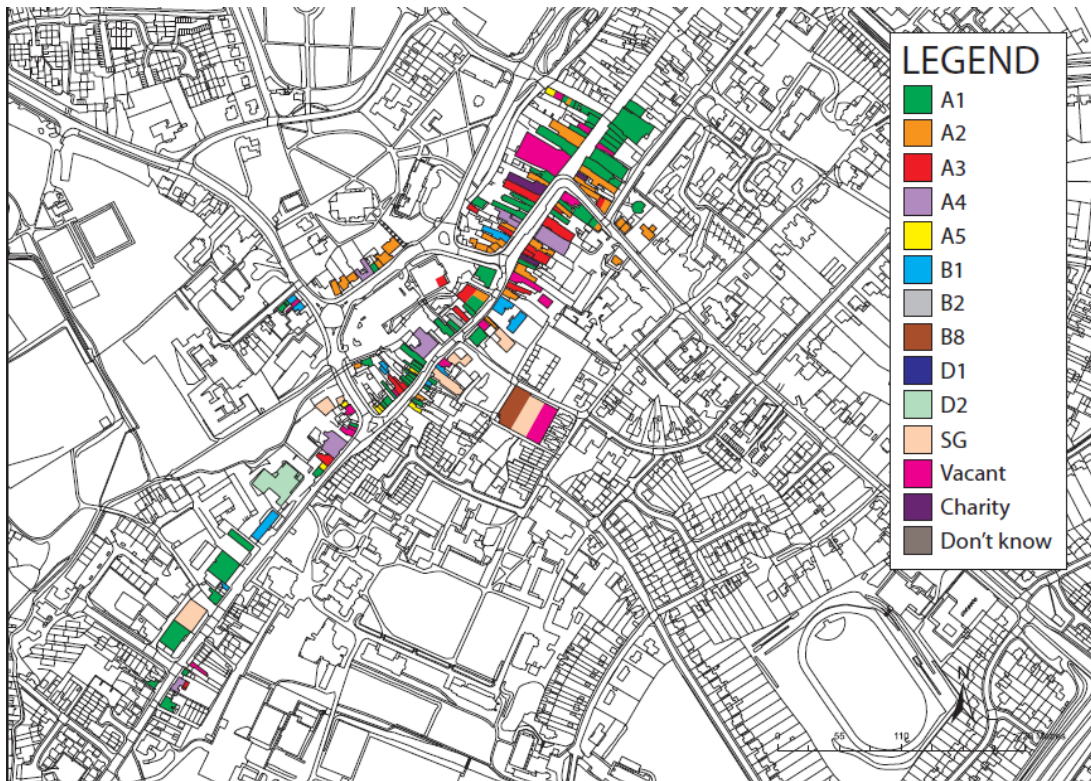 LEGEND
A1
A2
A3
A4
A5
B1
B2
B8
D1
D2
SG
Vacant
Charity
Don't know
N
0 55 110